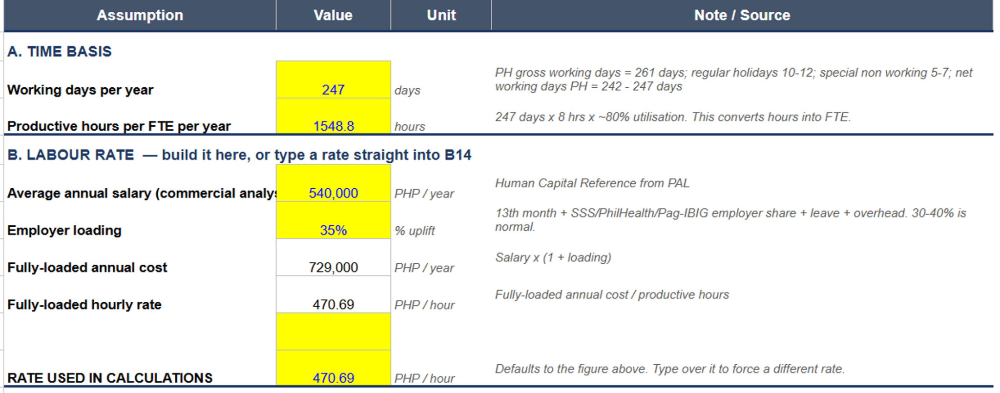 Assumption Value Unit Note / Source
A. TIME BASIS
Working days per year 247 days PH gross working days = 261 days; regular holidays 10-12; special non working 5-7; net
working days PH = 242 - 247 days
Productive hours per FTE per year 1548.8 hours 247 days x 8 hrs x ~80% utilisation. This converts hours into FTE.
B. LABOUR RATE — build it here, or type a rate straight into B14
Average annual salary (commercial analys 540,000 PHP / year Human Capital Reference from PAL
Employer loading 35% % uplift 13th month + SSS/PhilHealth/Pag-IBIG employer share + leave + overhead. 30-40% is
normal.
Fully-loaded annual cost 729,000 PHP / year Salary x (1 + loading)
Fully-loaded hourly rate 470.69 PHP / hour Fully-loaded annual cost / productive hours
RATE USED IN CALCULATIONS 470.69 PHP / hour Defaults to the figure above. Type over it to force a different rate.